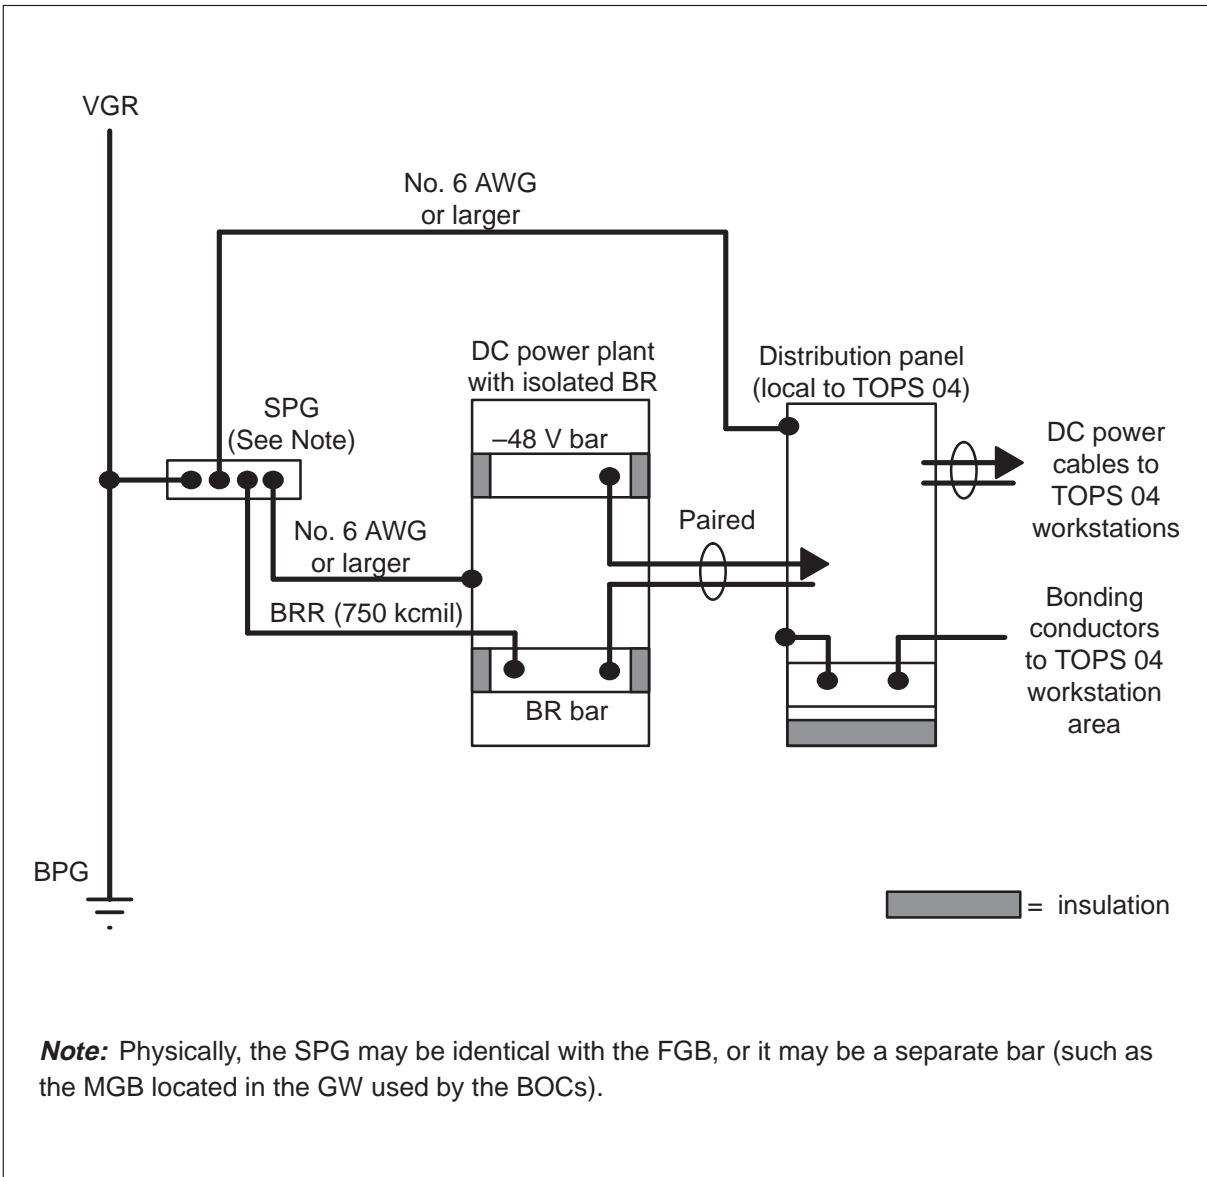 VGR
No. 6 AWG
or larger
DC power plant
with isolated BR
Distribution panel
(local to TOPS 04)
SPG
(See Note)
–48 V bar
DC power
cables to
TOPS 04
workstations
Paired
No. 6 AWG
or larger
BRR (750 kcmil)
Bonding
conductors
to TOPS 04
workstation
area
BR bar
BPG
= insulation
Note: Physically, the SPG may be identical with the FGB, or it may be a separate bar (such as
the MGB located in the GW used by the BOCs).